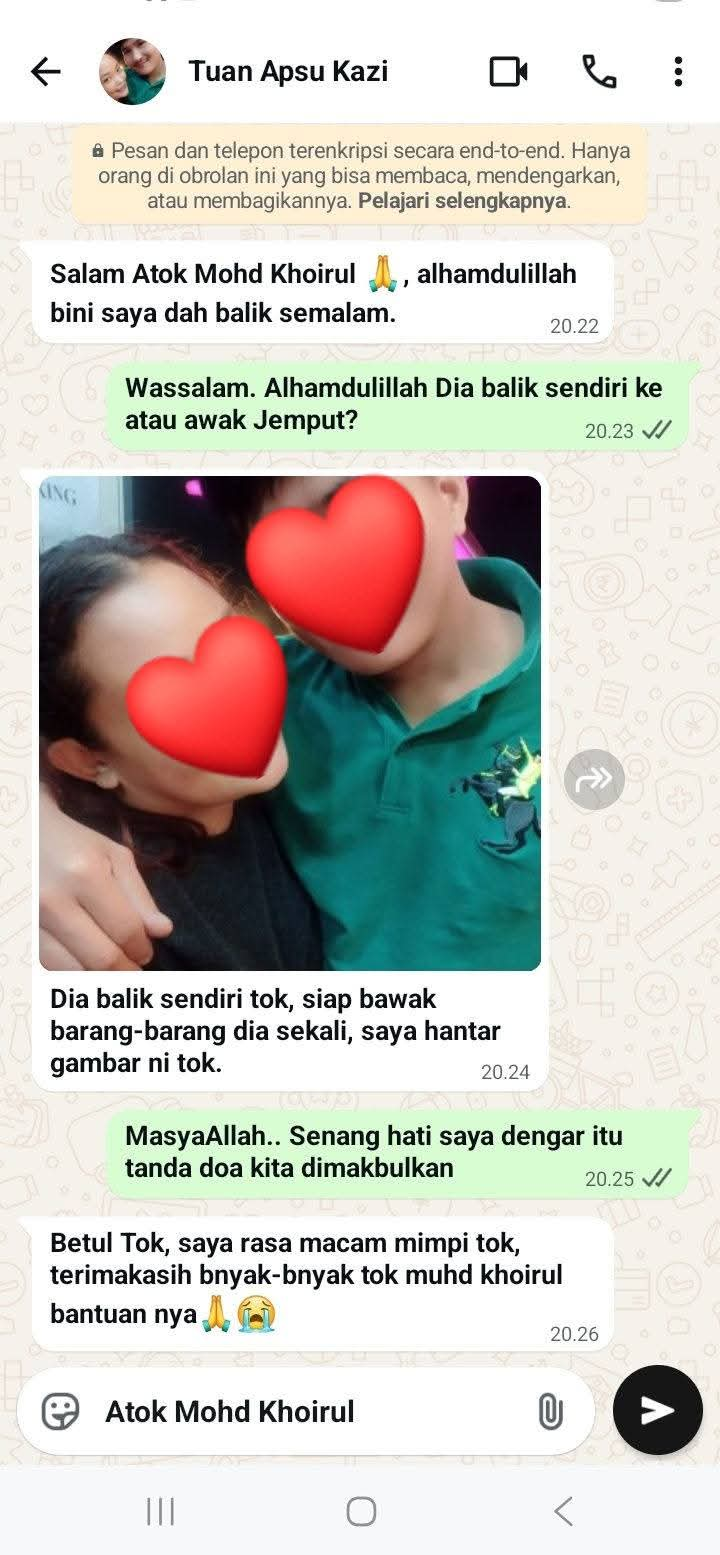 Tuan Apsu Kazi
Pesan dan telepon terenkripsi secara end-to-end. Hanya
orang di obrolan ini yang bisa membaca, mendengarkan,
atau membagikannya. Pelajari selengkapnya.
Salam Atok Mohd Khoirul 🙏, alhamdulillah
bini saya dah balik semalam.
20.22
Wassalam. Alhamdulillah Dia balik sendiri ke
atau awak Jemput?
20.23
KING
Dia balik sendiri tok, siap bawak
barang-barang dia sekali, saya hantar
gambar ni tok.
20.24
MasyaAllah.. Senang hati saya dengar itu
tanda doa kita dimakbulkan
20.25
Betul Tok, saya rasa macam mimpi tok,
terimakasih bnyak-bnyak tok muhd khoirul
bantuan nya🙏😭
20.26
Atok Mohd Khoirul